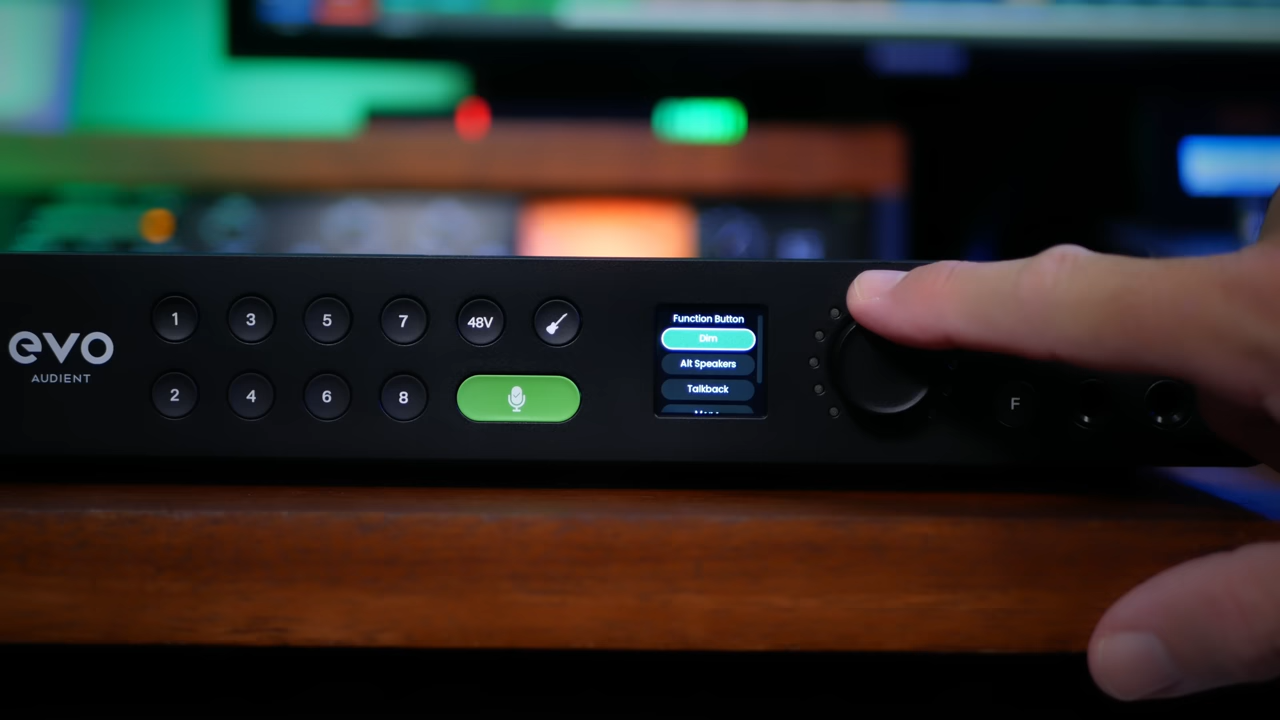 evo
AUDIENT
1 3 5 7 48V
2 4 6 8
Function Button
Dim
Alt Speakers
Talkback
F